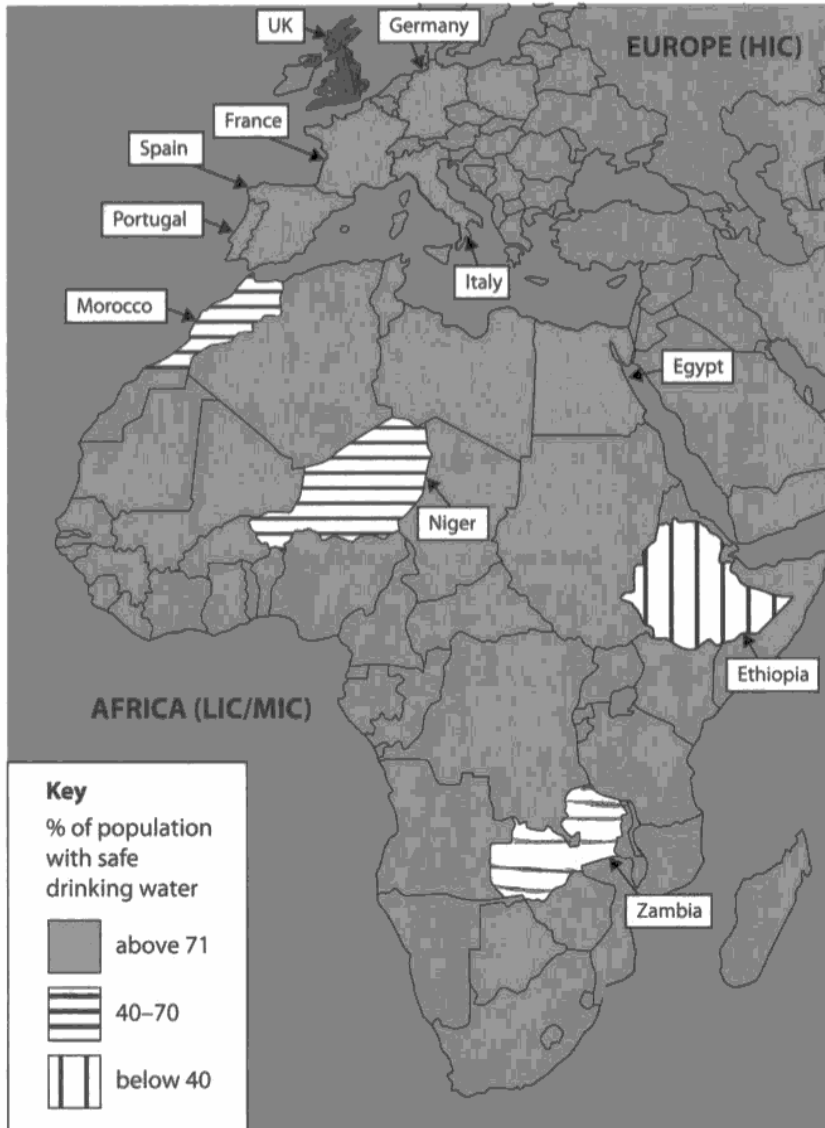 UK
Germany
EUROPE (HIC)
France
Spain
Portugal
Italy
Morocco
Egypt
Niger
Ethiopia
AFRICA (LIC/MIC)
Key
% of population
with safe
drinking water
above 71
40–70
below 40
Zambia